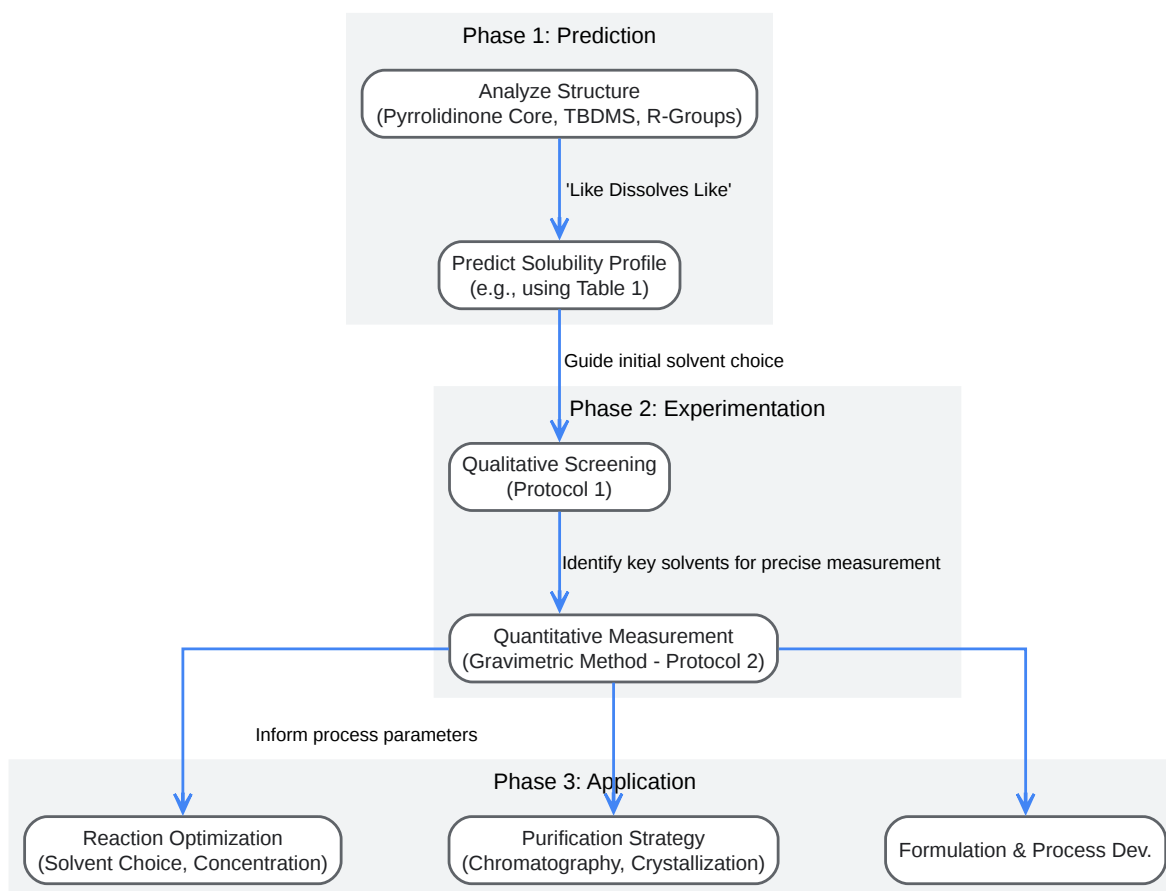 Phase 1: Prediction
Analyze Structure
(Pyrrolidinone Core, TBDMS, R-Groups)
'Like Dissolves Like'
Predict Solubility Profile
(e.g., using Table 1)
Guide initial solvent choice
Phase 2: Experimentation
Qualitative Screening
(Protocol 1)
Identify key solvents for precise measurement
Quantitative Measurement
(Gravimetric Method - Protocol 2)
Inform process parameters
Phase 3: Application
Reaction Optimization
(Solvent Choice, Concentration)
Purification Strategy
(Chromatography, Crystallization)
Formulation & Process Dev.